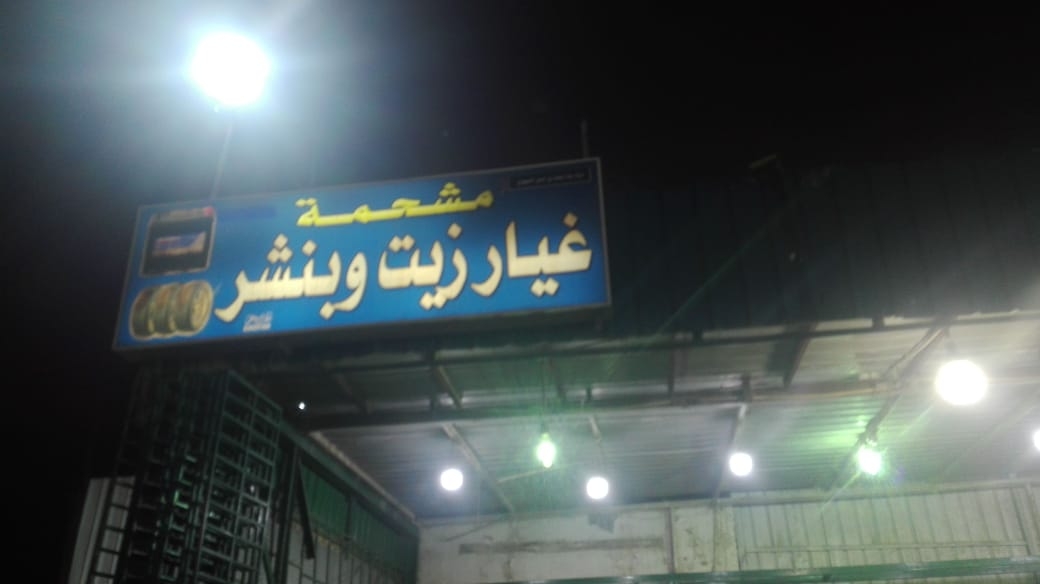 مشحمة
غيار زيت وبنشر